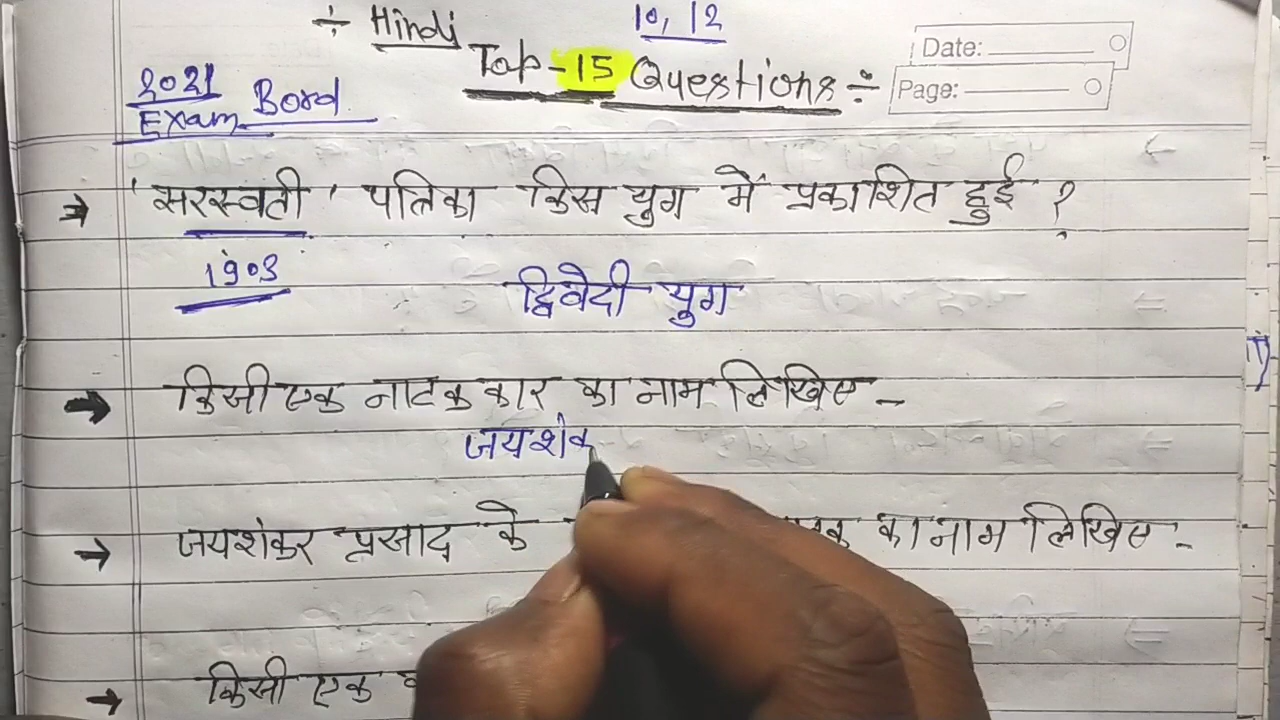 ÷ Hindi 10, 12
Top-15 Questions ÷
Date:
Page:
2021
Exam Bord
'सरस्वती' पत्रिका किस युग में प्रकाशित हुई ?
1903
द्विवेदी युग
किसी एक नाटककार का नाम लिखिए -
जयशंक
जयशंकर प्रसाद के का नाम लिखिए -
किसी एक